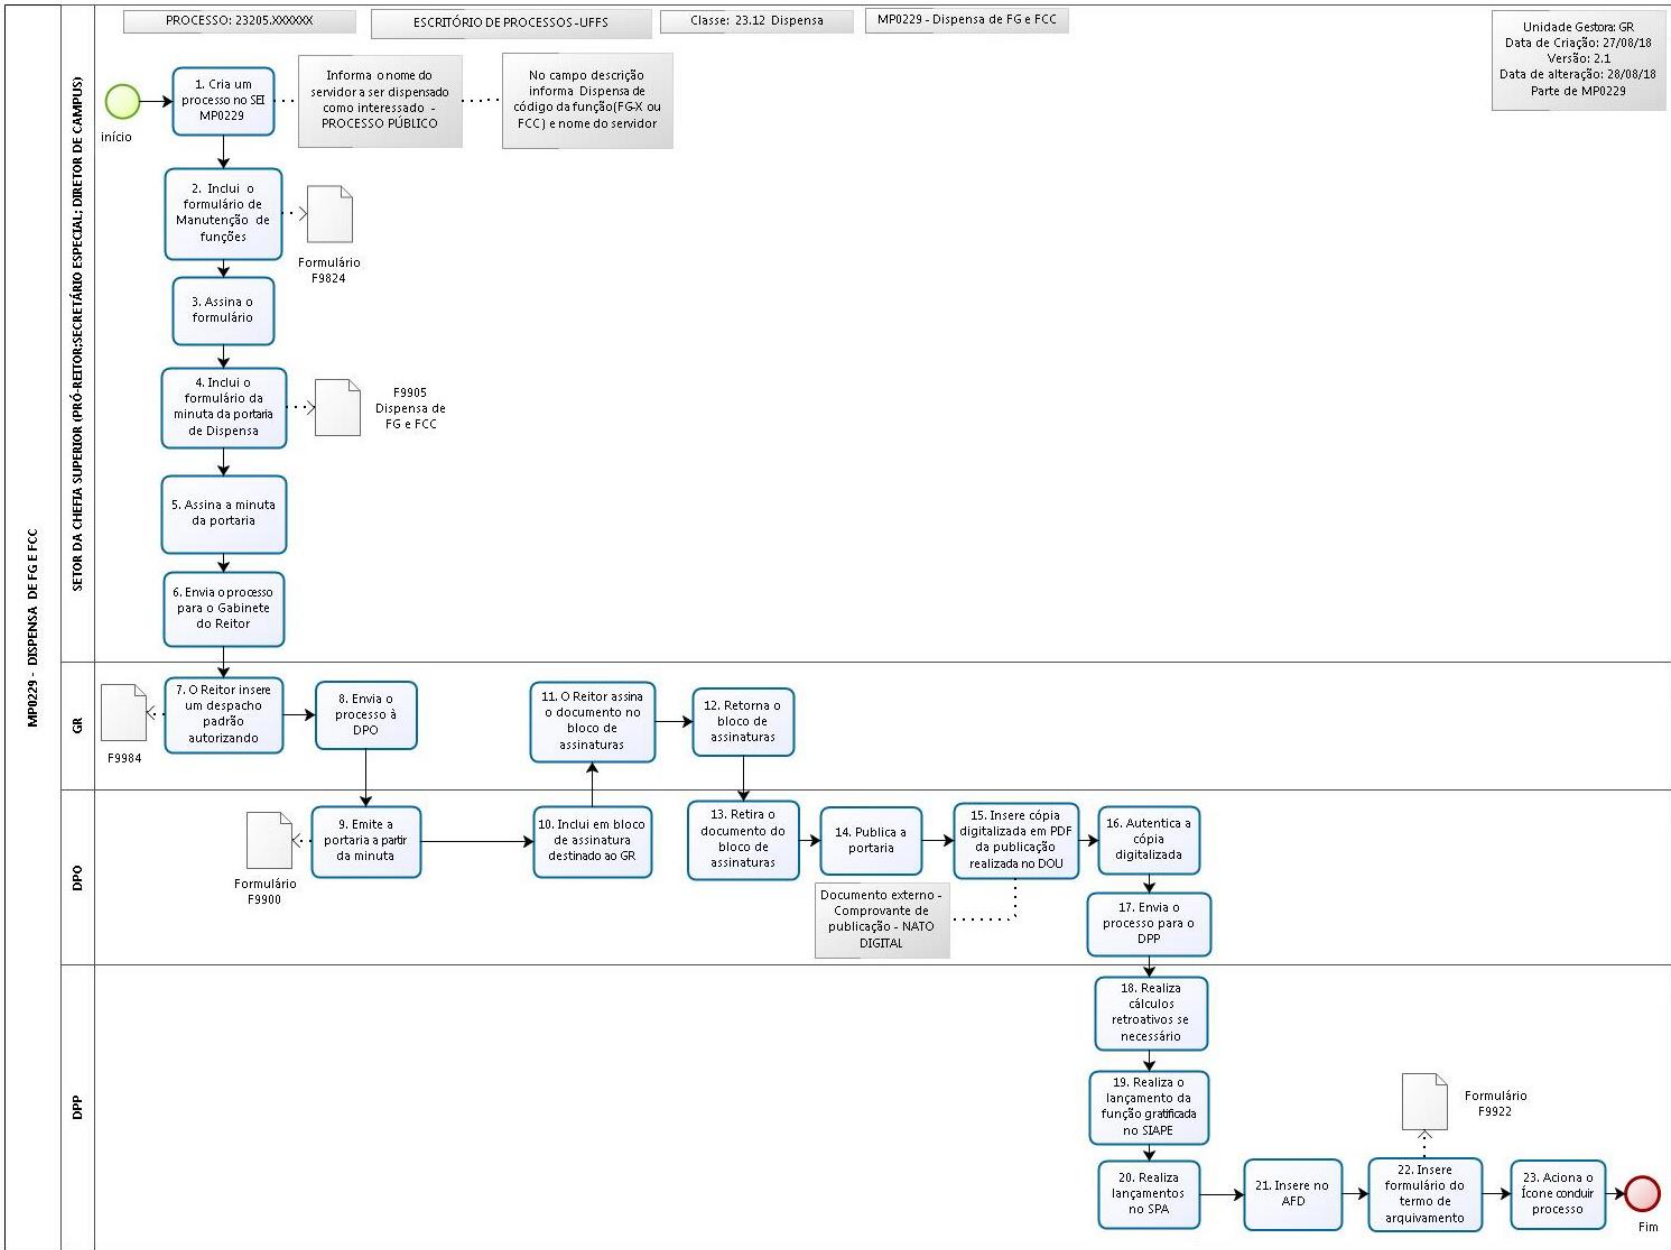 PROCESSO: 23205.XXXXXX
ESCRITÓRIO DE PROCESSOS -UFFS
Classe: 23.12 Dispensa
MP0229 - Dispensa de FG e FCC
Unidade Gestora: GR
Data de Criação: 27/08/18
Versão: 2.1
Data de alteração: 28/08/18
Parte de MP0229
MP0229 - DISPENSA DE FG E FCC
SETOR DA CHEFIA SUPERIOR (PRÓ-REITOR;SECRETÁRIO ESPECIAL; DIRETOR DE CAMPUS)
início
1. Cria um
processo no SEI
MP0229
Informa o nome do
servidor a ser dispensado
como interessado -
PROCESSO PÚBLICO
No campo descrição
informa Dispensa de
código da função(FG-X ou
FCC) e nome do servidor
2. Inclui o
formulário de
Manutenção de
funções
Formulário
F9824
3. Assina o
formulário
4. Inclui o
formulário da
minuta da portaria
de Dispensa
F9905
Dispensa de
FG e FCC
5. Assina a minuta
da portaria
6. Envia o processo
para o Gabinete
do Reitor
GR
F9984
7. O Reitor insere
um despacho
padrão
autorizando
8. Envia o
processo à
DPO
11. O Reitor assina
o documento no
bloco de
assinaturas
12. Retorna o
bloco de
assinaturas
DPO
Formulário
F9900
9. Emite a
portaria a partir
da minuta
10. Inclui em bloco
de assinatura
destinado ao GR
13. Retira o
documento do
bloco de
assinaturas
14. Publica a
portaria
15. Insere cópia
digitalizada em PDF
da publicação
realizada no DOU
Documento externo -
Comprovante de
publicação - NATO
DIGITAL
16. Autentica a
cópia
digitalizada
17. Envia o
processo para o
DPP
DPP
18. Realiza
cálculos
retroativos se
necessário
19. Realiza o
lançamento da
função gratificada
no SIAPE
20. Realiza
lançamentos
no SPA
21. Insere no
AFD
22. Insere
formulário do
termo de
arquivamento
Formulário
F9922
23. Aciona o
Ícone concluir
processo
Fim